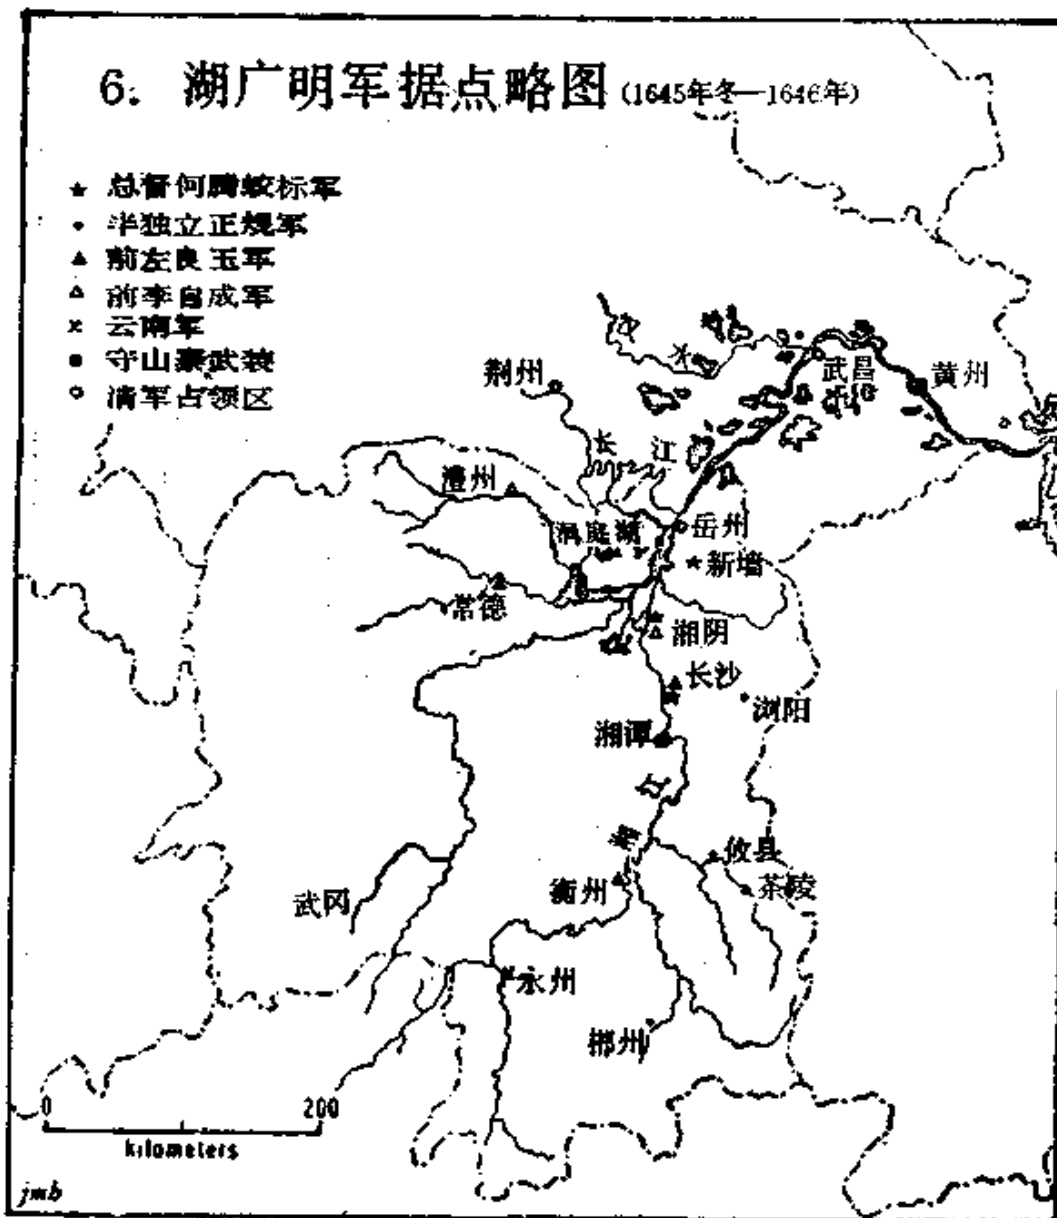 6. 湖广明军据点略图 (1645年冬—1646年)
★ 总督何腾蛟标军
• 半独立正规军
▲ 前左良玉军
△ 前李自成军
× 云南军
■ 守山寨武装
○ 清军占领区
汉
水
武昌
黄州
荆州
长
江
澧州
岳州
洞庭湖
新墙
常德
湘阴
长沙
浏阳
湘潭
江
湘
攸县
茶陵
衡州
武冈
永州
郴州
0 200
kilometers
jmb